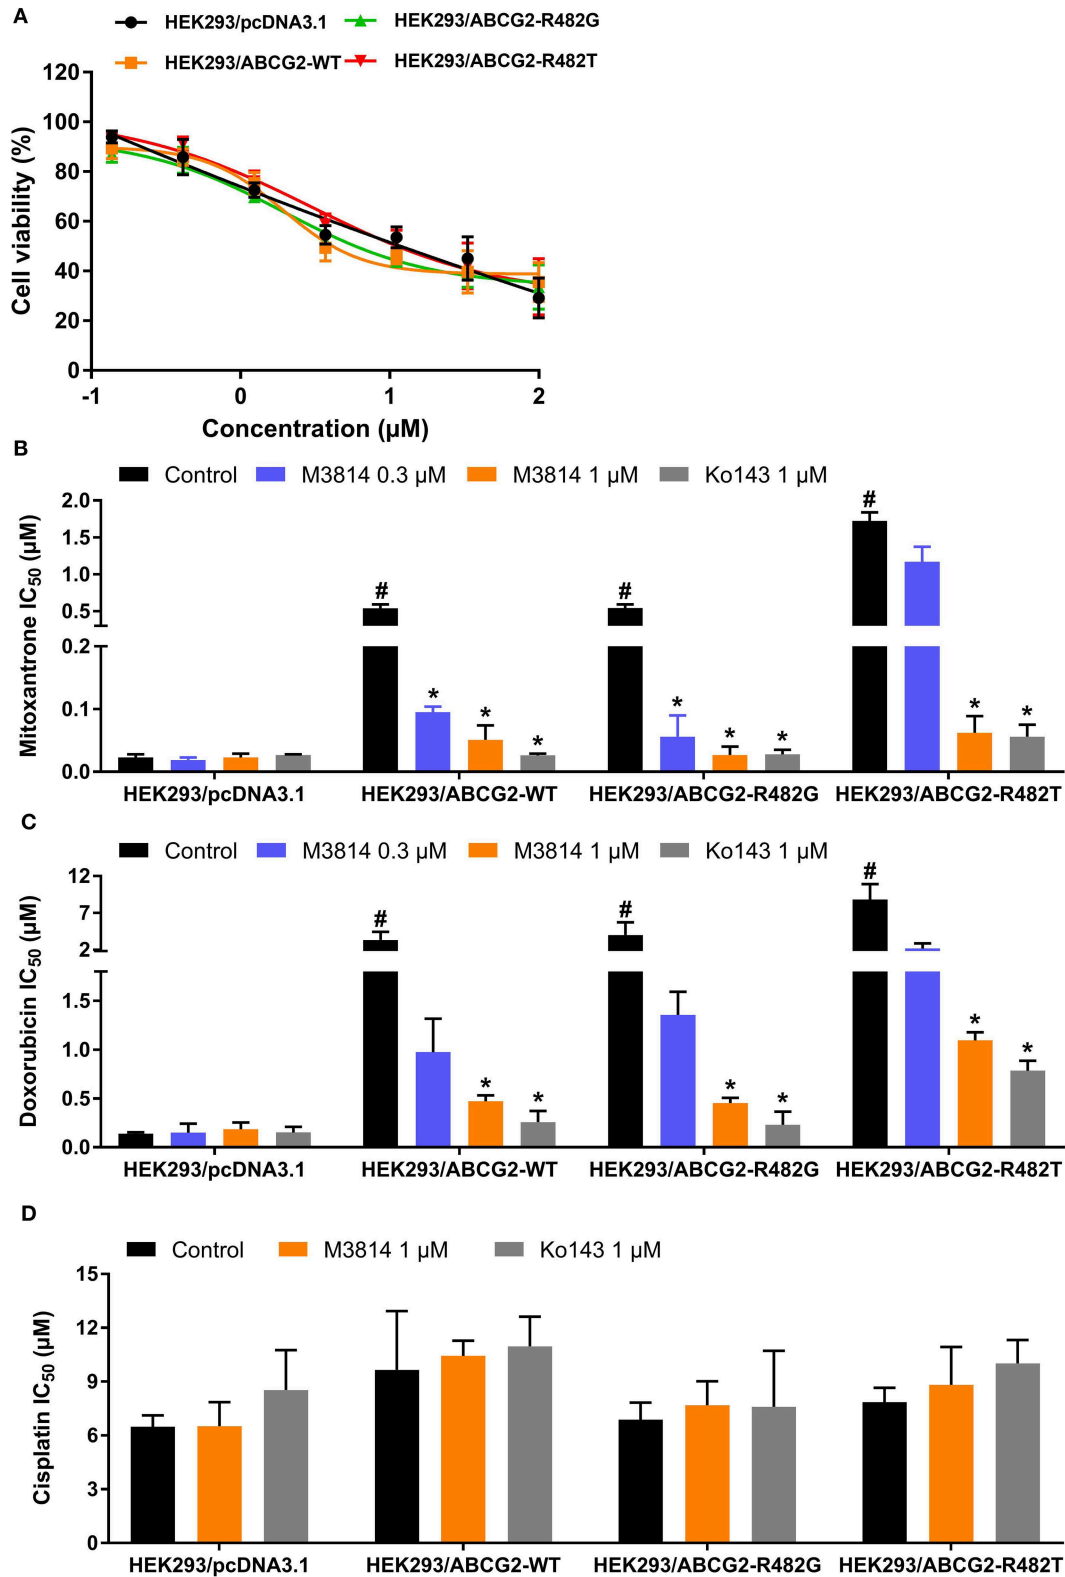 A
HEK293/pcDNA3.1 HEK293/ABCG2-R482G
HEK293/ABCG2-WT HEK293/ABCG2-R482T
Cell viability (%)
120
100
80
60
40
20
0
-1 0 1 2
Concentration (µM)
B
Control M3814 0.3 µM M3814 1 µM Ko143 1 µM
Mitoxantrone IC50 (µM)
2.0
1.5
1.0
0.5
0.2
0.1
0.0
# # #
* * * * * * * *
HEK293/pcDNA3.1 HEK293/ABCG2-WT HEK293/ABCG2-R482G HEK293/ABCG2-R482T
C
Control M3814 0.3 µM M3814 1 µM Ko143 1 µM
Doxorubicin IC50 (µM)
12
7
2
1.5
1.0
0.5
0.0
# # #
* * * * * *
HEK293/pcDNA3.1 HEK293/ABCG2-WT HEK293/ABCG2-R482G HEK293/ABCG2-R482T
D
Control M3814 1 µM Ko143 1 µM
Cisplatin IC50 (µM)
15
12
9
6
3
0
HEK293/pcDNA3.1 HEK293/ABCG2-WT HEK293/ABCG2-R482G HEK293/ABCG2-R482T